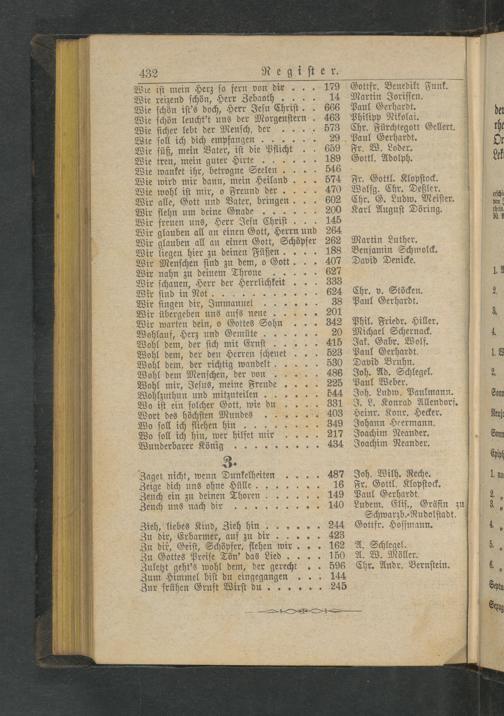 432 Register.
Wie ist mein Herz so fern von dir . . . 179 Gottfr. Benedikt Funk.
Wie reizend schön, Herr Zebaoth . . . . 14 Martin Jorissen.
Wie schön ist's doch, Herr Jesu Christ . . 666 Paul Gerhardt.
Wie schön leucht't uns der Morgenstern . 463 Philipp Nikolai.
Wie sicher lebt der Mensch, der . . . . 573 Chr. Fürchtegott Gellert.
Wie soll ich dich empfangen . . . . . . 29 Paul Gerhardt.
Wie süß, mein Vater, ist die Pflicht . . 659 Fr. W. Loder.
Wie treu, mein guter Hirte . . . . . . 189 Gottl. Adolph.
Wie wanket ihr, betrogne Seelen . . . . 546
Wie wird mir dann, mein Heiland . . . 574 Fr. Gottl. Klopstock.
Wie wohl ist mir, o Freund der . . . . 470 Wolfg. Chr. Deßler.
Wir alle, Gott und Vater, bringen . . . 602 Chr. G. Ludw. Meister.
Wir flehn um deine Gnade . . . . . . 200 Karl August Döring.
Wir freuen uns, Herr Jesu Christ . . . 145
Wir glauben all an einen Gott, Herrn und 264
Wir glauben all an einen Gott, Schöpfer 262 Martin Luther.
Wir liegen hier zu deinen Füßen . . . . 188 Benjamin Schmolck.
Wir Menschen sind zu dem, o Gott . . . 407 David Denicke.
Wir nahn zu deinem Throne . . . . . 627
Wir schauen, Herr der Herrlichkeit . . . 333
Wir sind in Not . . . . . . . . . . 624 Chr. v. Stöcken.
Wir singen dir, Immanuel . . . . . . 38 Paul Gerhardt.
Wir übergeben uns aufs neue . . . . . 201
Wir warten dein, o Gottes Sohn . . . 342 Phil. Friedr. Hiller.
Wohlauf, Herz und Gemüte . . . . . . 20 Michael Schernack.
Wohl dem, der sich mit Ernst . . . . . 415 Jak. Gabr. Wolf.
Wohl dem, der den Herren scheuet . . . 523 Paul Gerhardt.
Wohl dem, der richtig wandelt . . . . . 530 David Bruhn.
Wohl dem Menschen, der von . . . . . 486 Joh. Ad. Schlegel.
Wohl mir, Jesus, meine Freude . . . . 225 Paul Weber.
Wohlzuthun und mitzuteilen . . . . . . 544 Joh. Ludw. Paulmann.
Wo ist ein solcher Gott, wie du . . . . 331 J. L. Konrad Allendorf.
Wort des höchsten Mundes . . . . . . 403 Heinr. Konr. Hecker.
Wo soll ich fliehen hin . . . . . . . 349 Johann Heermann.
Wo soll ich hin, wer hilfet mir . . . . 217 Joachim Neander.
Wunderbarer König . . . . . . . . . 434 Joachim Neander.
Z.
Zaget nicht, wenn Dunkelheiten . . . . 487 Joh. Wilh. Reche.
Zeige dich uns ohne Hülle . . . . . . 16 Fr. Gottl. Klopstock.
Zeuch ein zu deinen Thoren . . . . . . 149 Paul Gerhardt.
Zeuch uns nach dir . . . . . . . . . 140 Ludem. Elis., Gräfin zu
Schwarzb.-Rudolstadt.
Zieh, liebes Kind, Zieh hin . . . . . . 244 Gottfr. Hoffmann.
Zu dir, Erbarmer, auf zu dir . . . . . 423
Zu dir, Geist, Schöpfer, flehen wir . . . 162 A. Schlegel.
Zu Gottes Preise Tön' das Lied . . . . 150 A. W. Möller.
Zuletzt geht's wohl dem, der gerecht . . 596 Chr. Andr. Bernstein.
Zum Himmel bist du eingegangen . . . 144
Zur frühen Gruft Wirst du . . . . . . 245